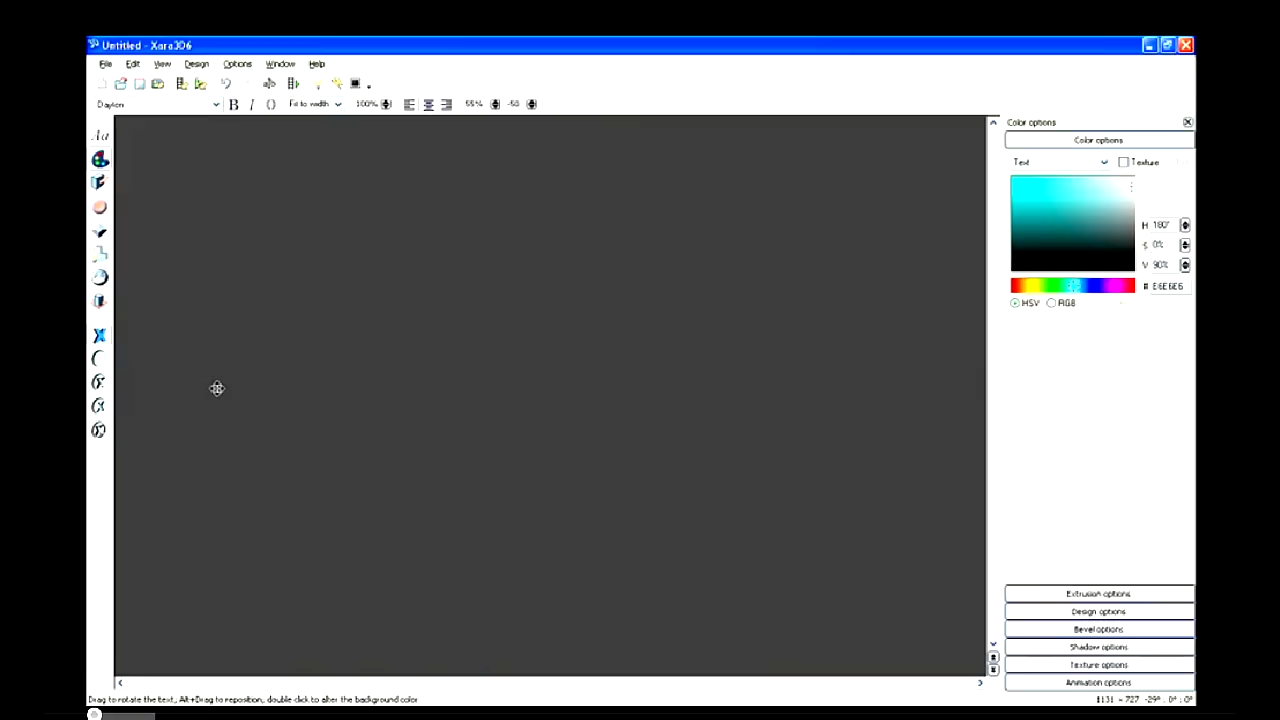 Untitled - Xara3D6
File Edit View Design Options Window Help
Fit to width 100% 55% -50
Color options
Color options
Text Texture
H 180°
S 0%
V 90%
# E6E6E6
HSV RGB
Extrusion options
Design options
Bevel options
Shadow options
Texture options
Animation options
Drag to rotate the text, Alt+Drag to reposition, double click to alter the background color